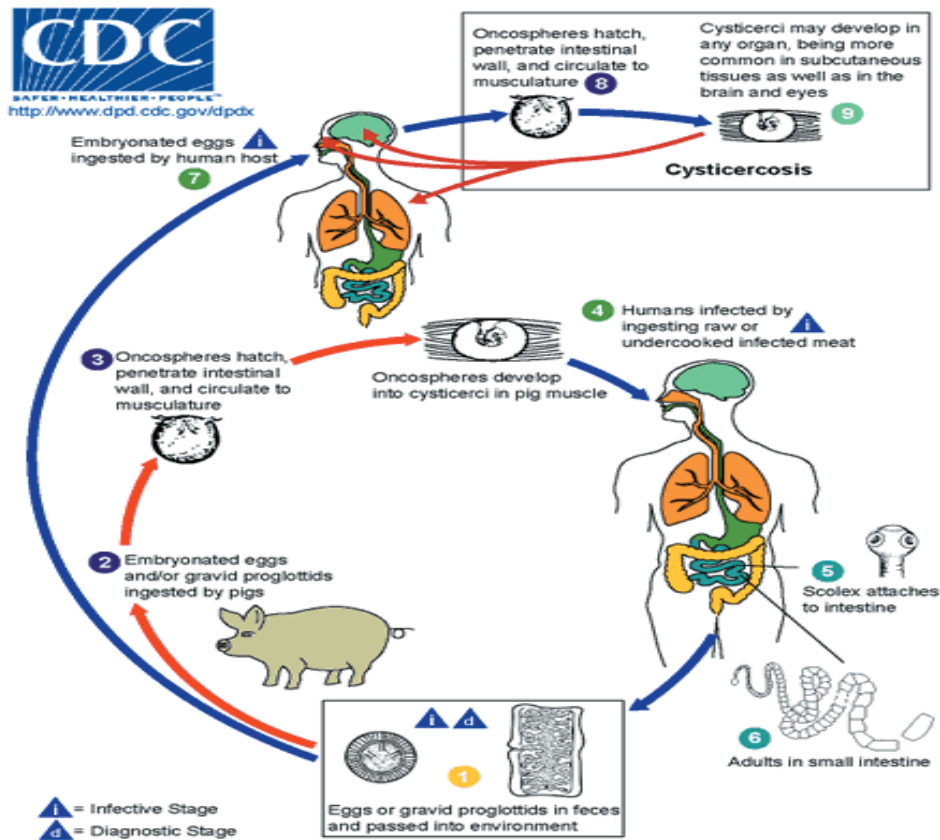 CDC
SAFER • HEALTHIER • PEOPLE™
http://www.dpd.cdc.gov/dpdx
Oncospheres hatch,
penetrate intestinal
wall, and circulate to
musculature 8
Cysticerci may develop in
any organ, being more
common in subcutaneous
tissues as well as in the
brain and eyes
9
Cysticercosis
Embryonated eggs i
ingested by human host
7
4 Humans infected by
ingesting raw or i
undercooked infected meat
3 Oncospheres hatch,
penetrate intestinal
wall, and circulate to
musculature
Oncospheres develop
into cysticerci in pig muscle
2 Embryonated eggs
and/or gravid proglottids
ingested by pigs
5
Scolex attaches
to intestine
6
Adults in small intestine
i d
1
Eggs or gravid proglottids in feces
and passed into environment
i = Infective Stage
d = Diagnostic Stage